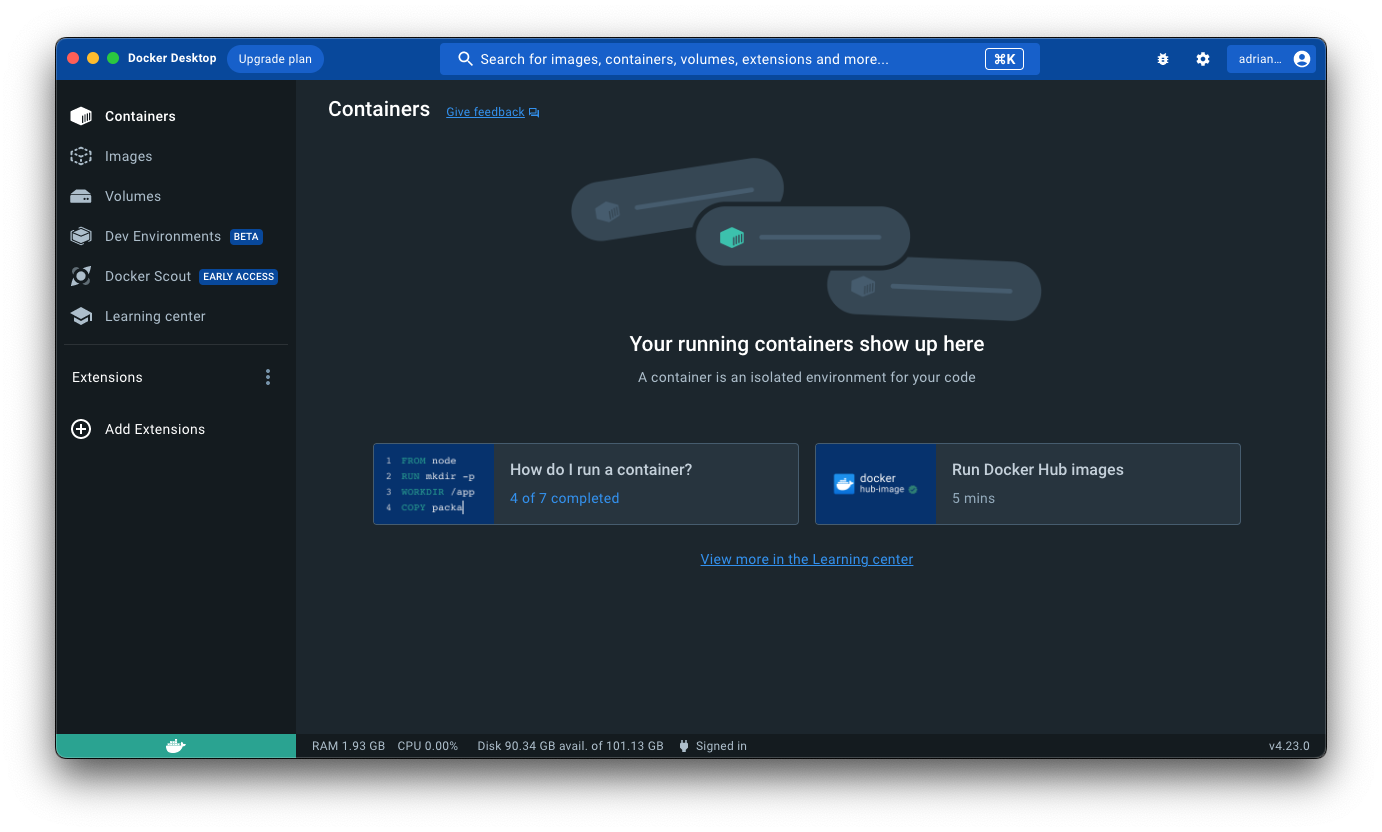 Docker Desktop Upgrade plan Search for images, containers, volumes, extensions and more... ⌘K adrian...
Containers
Images
Volumes
Dev Environments BETA
Docker Scout EARLY ACCESS
Learning center
Extensions
Add Extensions
Containers Give feedback
Your running containers show up here
A container is an isolated environment for your code
1 FROM node
2 RUN mkdir -p
3 WORKDIR /app
4 COPY packa
How do I run a container?
4 of 7 completed
docker
hub-image
Run Docker Hub images
5 mins
View more in the Learning center
RAM 1.93 GB CPU 0.00% Disk 90.34 GB avail. of 101.13 GB Signed in v4.23.0